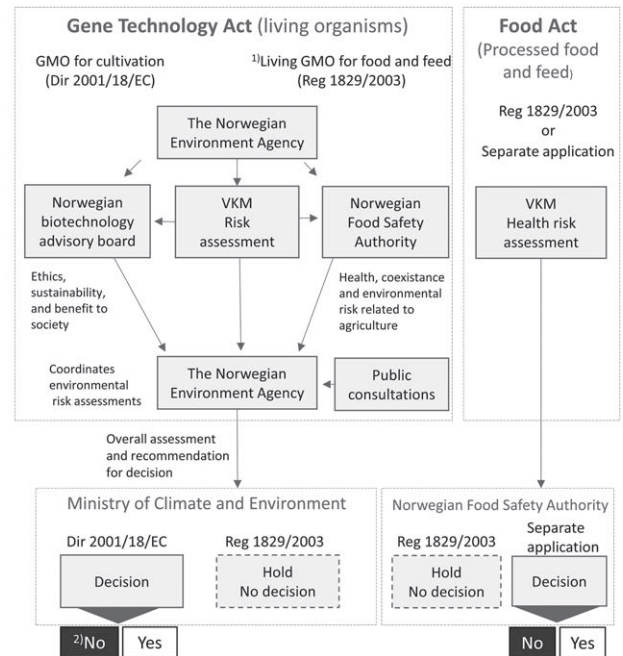 Gene Technology Act (living organisms)
GMO for cultivation
(Dir 2001/18/EC)
1)Living GMO for food and feed
(Reg 1829/2003)
The Norwegian
Environment Agency
Norwegian
biotechnology
advisory board
VKM
Risk
assessment
Norwegian
Food Safety
Authority
Ethics,
sustainability,
and benefit to
society
Health, coexistance
and environmental
risk related to
agriculture
Coordinates
environmental
risk assessments
The Norwegian
Environment Agency
Public
consultations
Overall assessment
and recommendation
for decision
Food Act
(Processed food
and feed)
Reg 1829/2003
or
Separate application
VKM
Health risk
assessment
Ministry of Climate and Environment
Dir 2001/18/EC
Decision
2)No
Yes
Reg 1829/2003
Hold
No decision
Norwegian Food Safety Authority
Reg 1829/2003
Hold
No decision
Separate
application
Decision
No
Yes